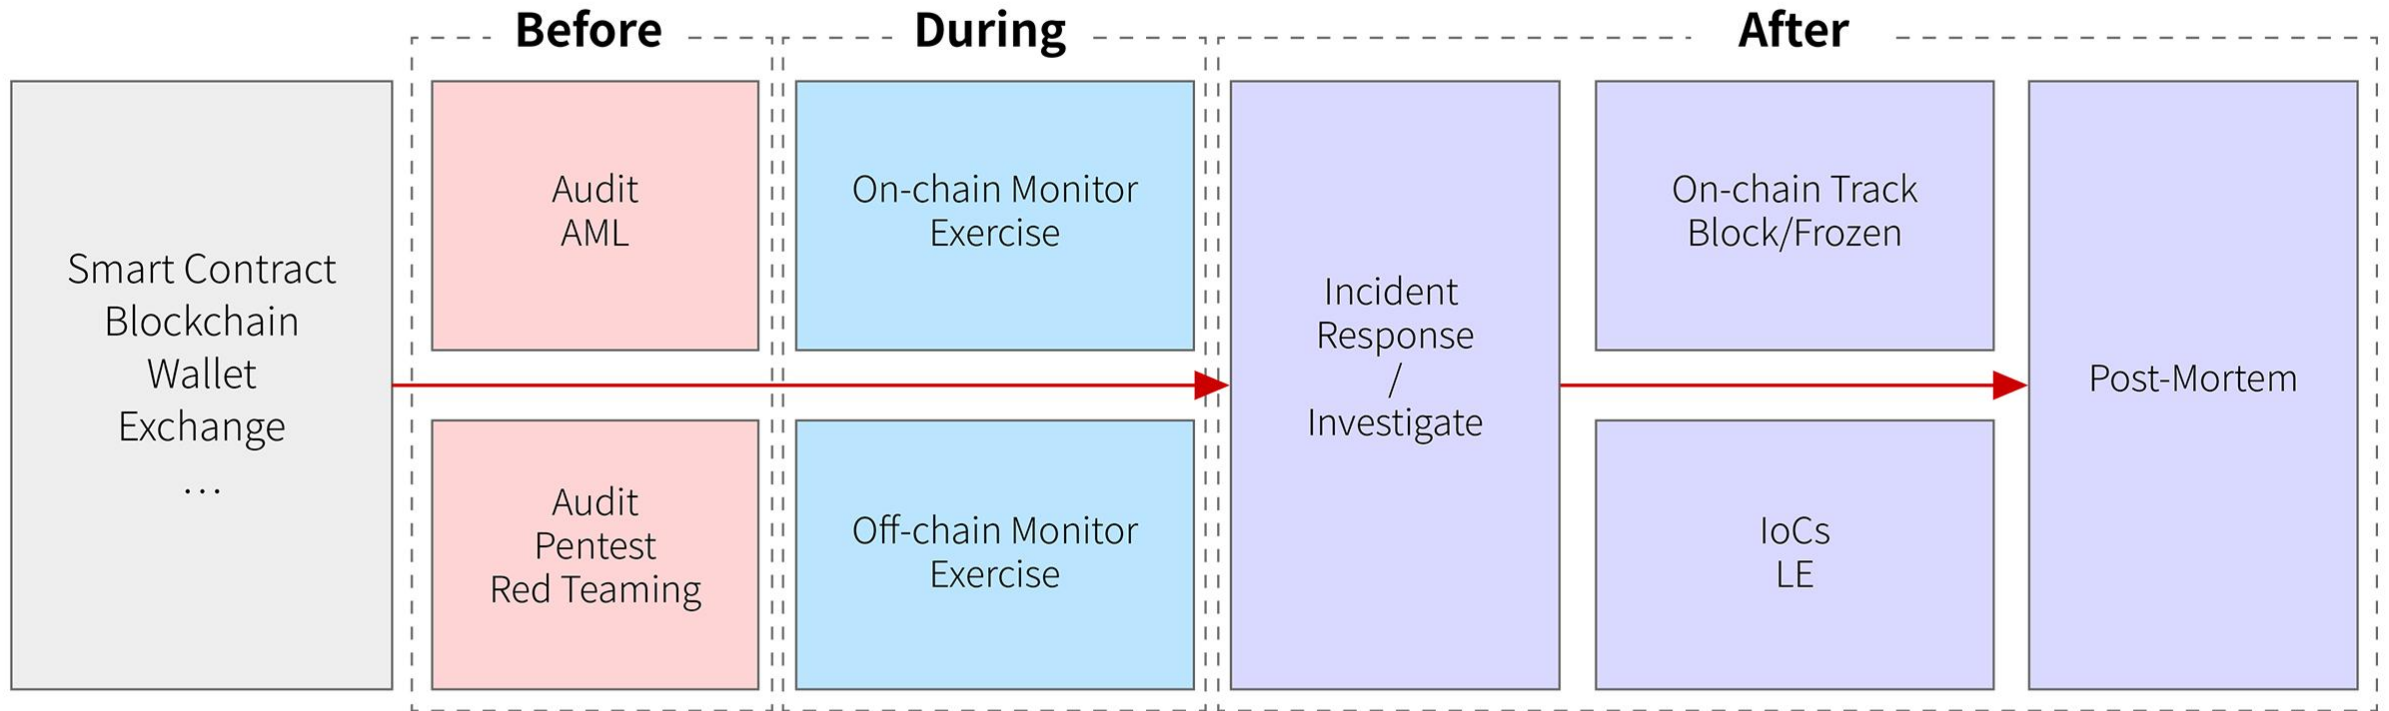 Before
During
After
Smart Contract
Blockchain
Wallet
Exchange
…
Audit
AML
Audit
Pentest
Red Teaming
On-chain Monitor
Exercise
Off-chain Monitor
Exercise
Incident
Response
/
Investigate
On-chain Track
Block/Frozen
IoCs
LE
Post-Mortem